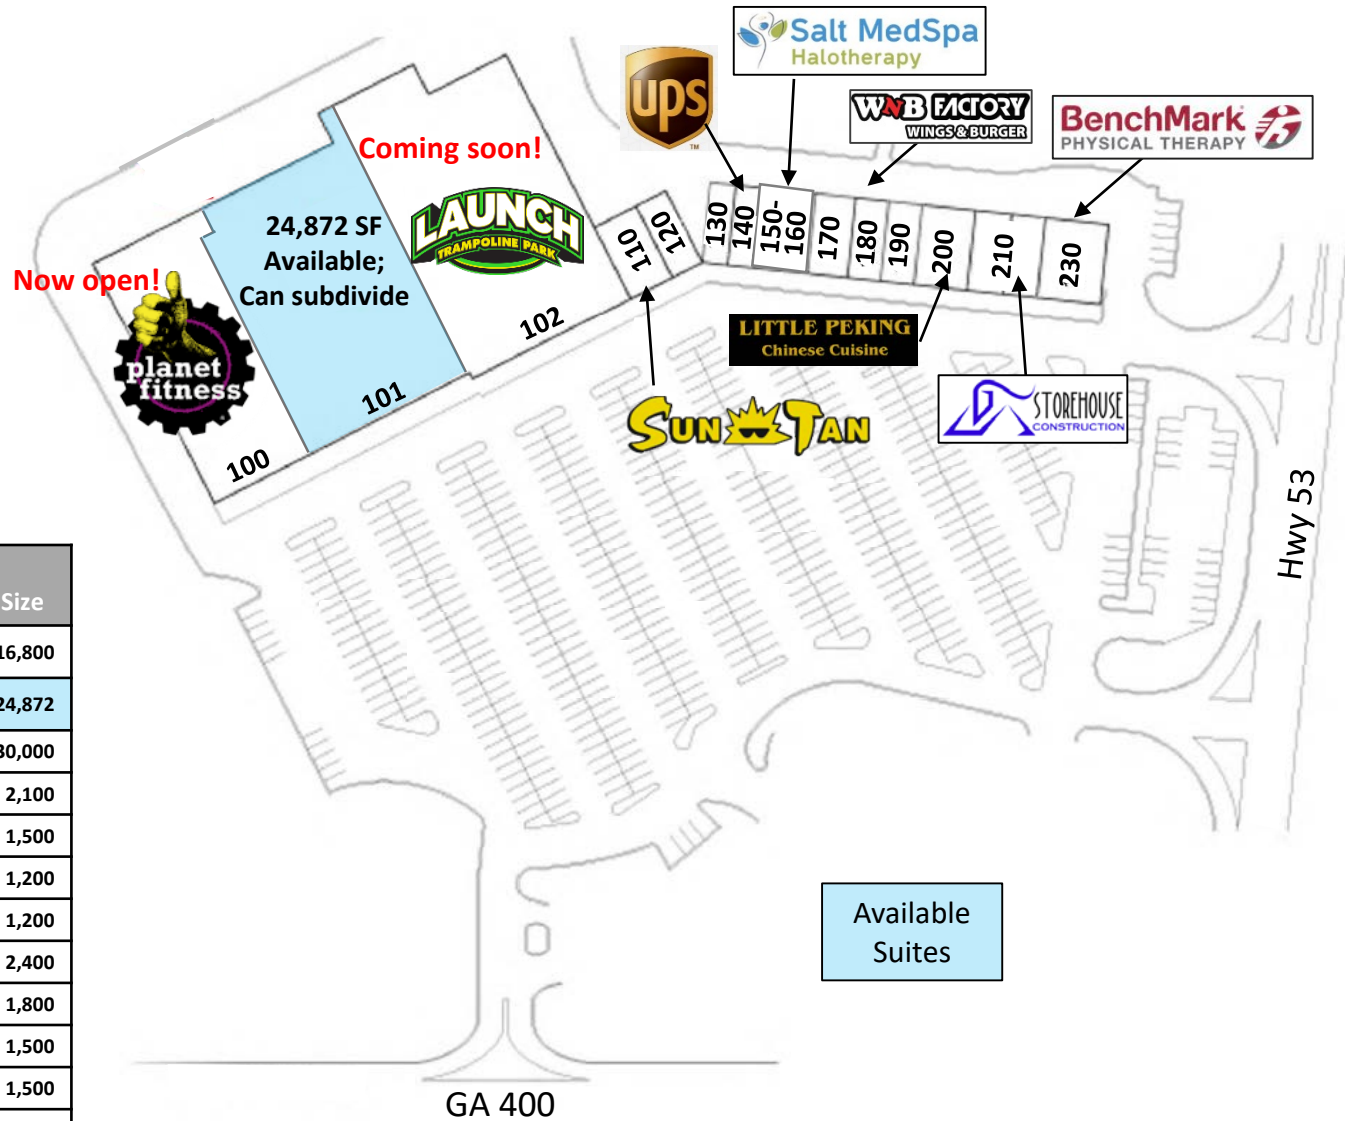 Salt MedSpa
Halotherapy
ups
TM
WNB FACTORY
WINGS & BURGER
BenchMark
PHYSICAL THERAPY
Coming soon!
LAUNCH
TRAMPOLINE PARK
24,872 SF
Available;
Can subdivide
Now open!
planet
fitness
100
101
102
110
120
130
140
150-
160
170
180
190
200
210
230
LITTLE PEKING
Chinese Cuisine
SUN TAN
STOREHOUSE
CONSTRUCTION
Hwy 53
Size
16,800
24,872
30,000
2,100
1,500
1,200
1,200
2,400
1,800
1,500
1,500
Available
Suites
GA 400